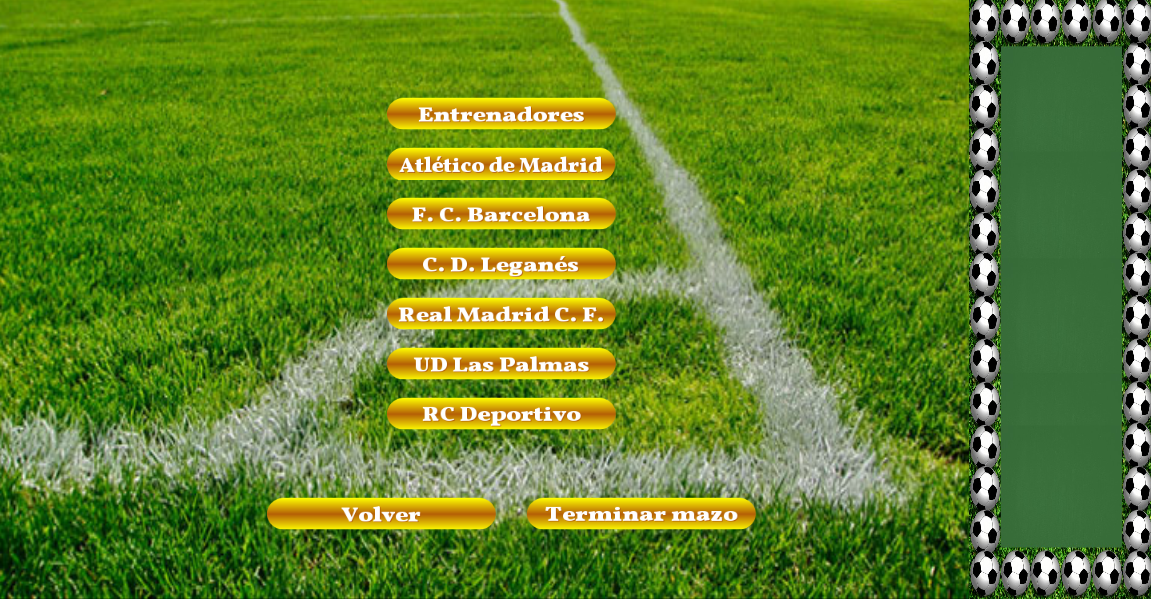 Entrenadores
Atlético de Madrid
F. C. Barcelona
C. D. Leganés
Real Madrid C. F.
UD Las Palmas
RC Deportivo
Volver
Terminar mazo